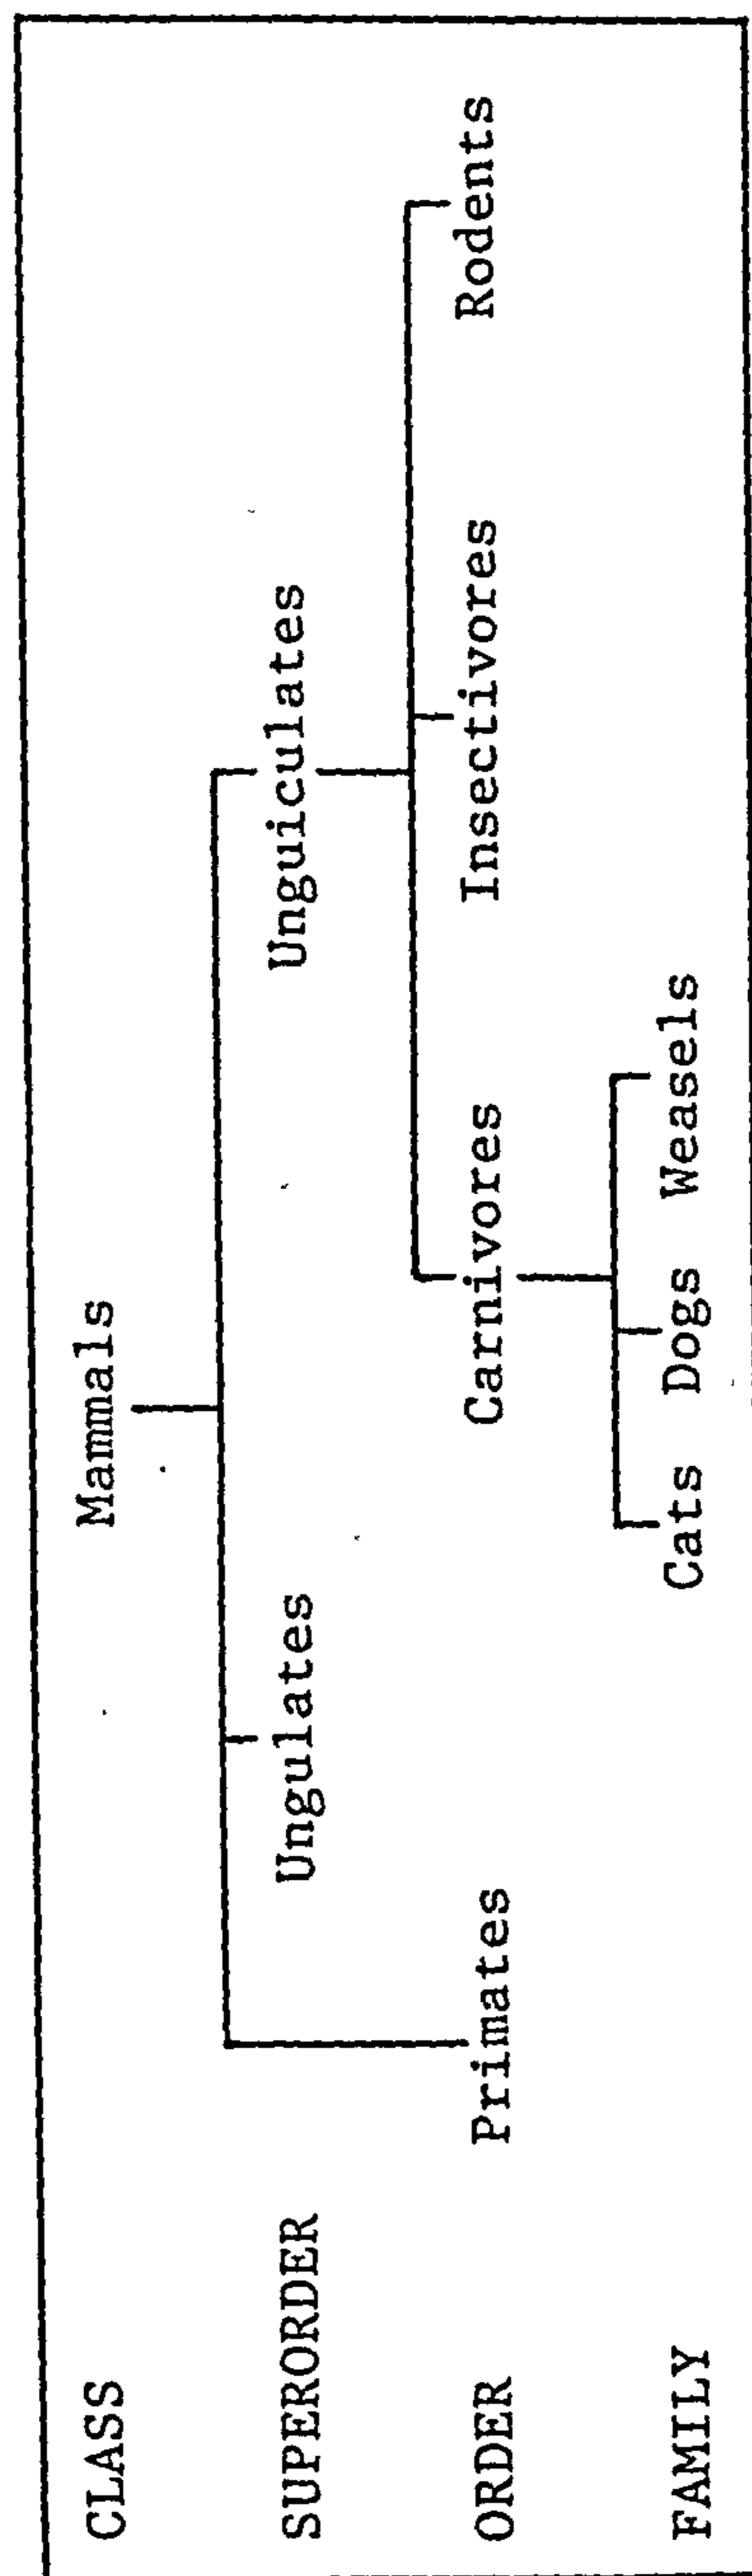 CLASS Mammals
SUPERORDER Ungulates Unguiculates
ORDER Primates Carnivores Insectivores Rodents
FAMILY Cats Dogs Weasels